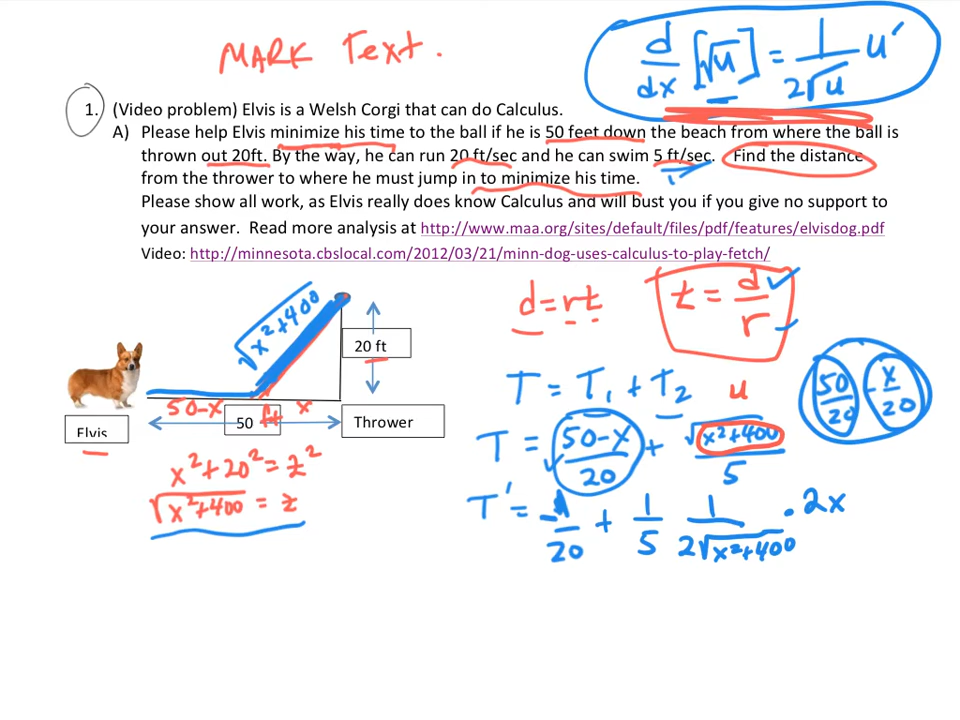 MARK Text.
d/dx [√u] = 1/(2√u) u′
1. (Video problem) Elvis is a Welsh Corgi that can do Calculus.
A) Please help Elvis minimize his time to the ball if he is 50 feet down the beach from where the ball is
thrown out 20ft. By the way, he can run 20 ft/sec and he can swim 5 ft/sec. Find the distance
from the thrower to where he must jump in to minimize his time.
Please show all work, as Elvis really does know Calculus and will bust you if you give no support to
your answer. Read more analysis at http://www.maa.org/sites/default/files/pdf/features/elvisdog.pdf
Video: http://minnesota.cbslocal.com/2012/03/21/minn-dog-uses-calculus-to-play-fetch/
√x²+400
20 ft
50-x
50 ft
x
Thrower
Elvis
x²+20²=z²
√x²+400 = z
d=rt
t = d/r
T = T₁ + T₂
u
50/20 - x/20
T = (50-x)/20 + √(x²+400)/5
T′ = -1/20 + 1/5 1/(2√(x²+400)) · 2x